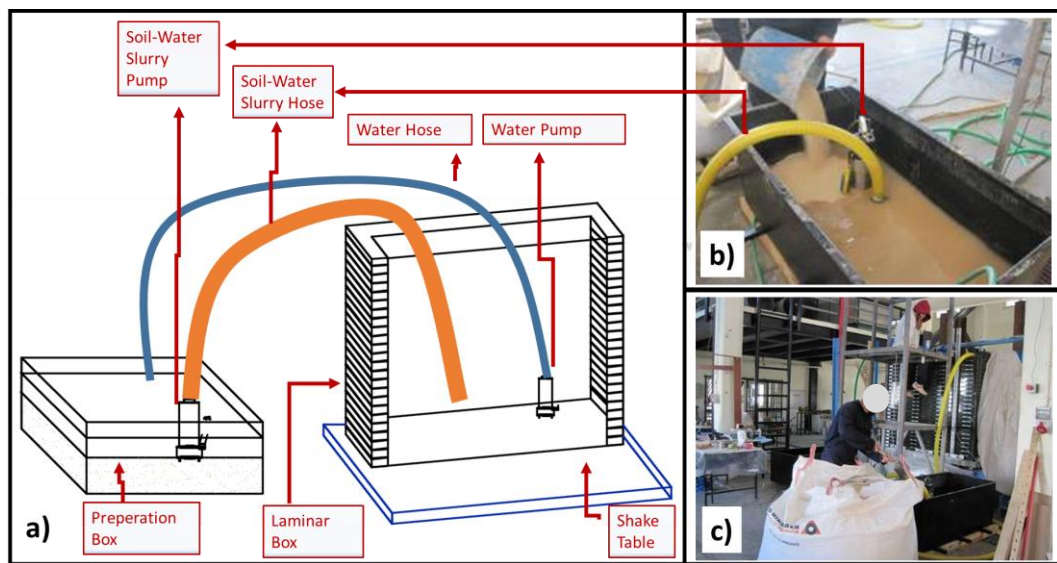 Soil-Water
Slurry
Pump
Soil-Water
Slurry Hose
Water Hose
Water Pump
b)
a)
Preperation
Box
Laminar
Box
Shake
Table
c)